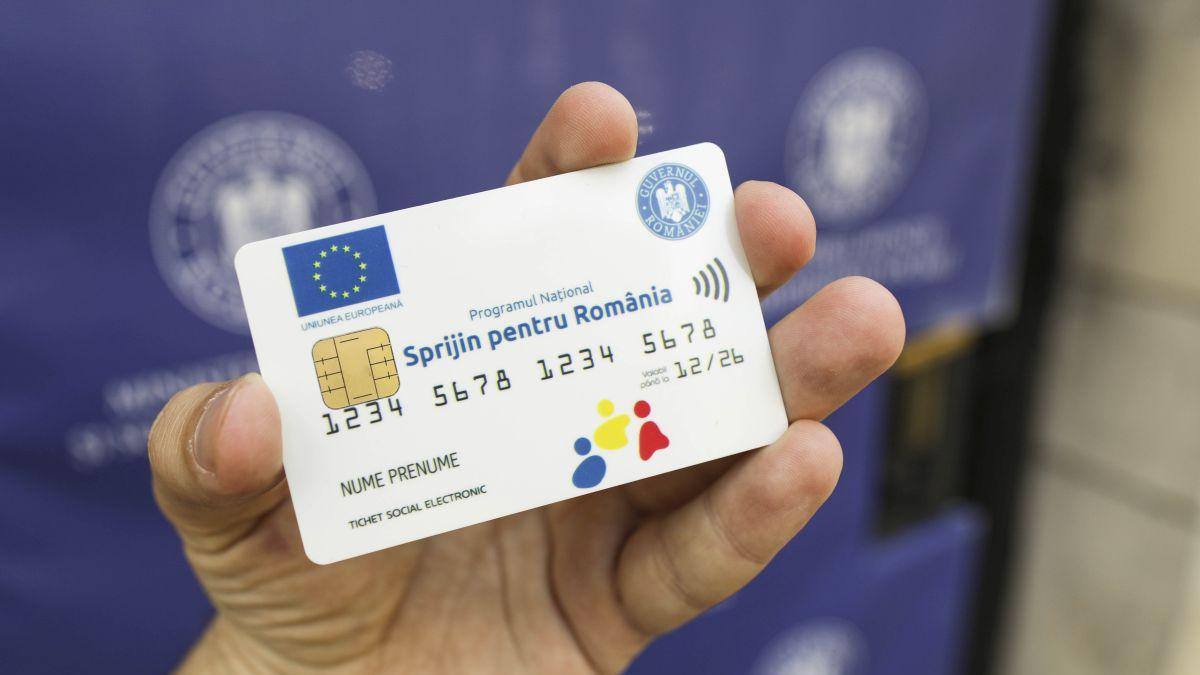 GUVERNUL ROMÂNIEI
UNIUNEA EUROPEANĂ
Programul Național
Sprijin pentru România
1234 5678 1234 5678
Valabil
până la 12/26
NUME PRENUME
TICHET SOCIAL ELECTRONIC